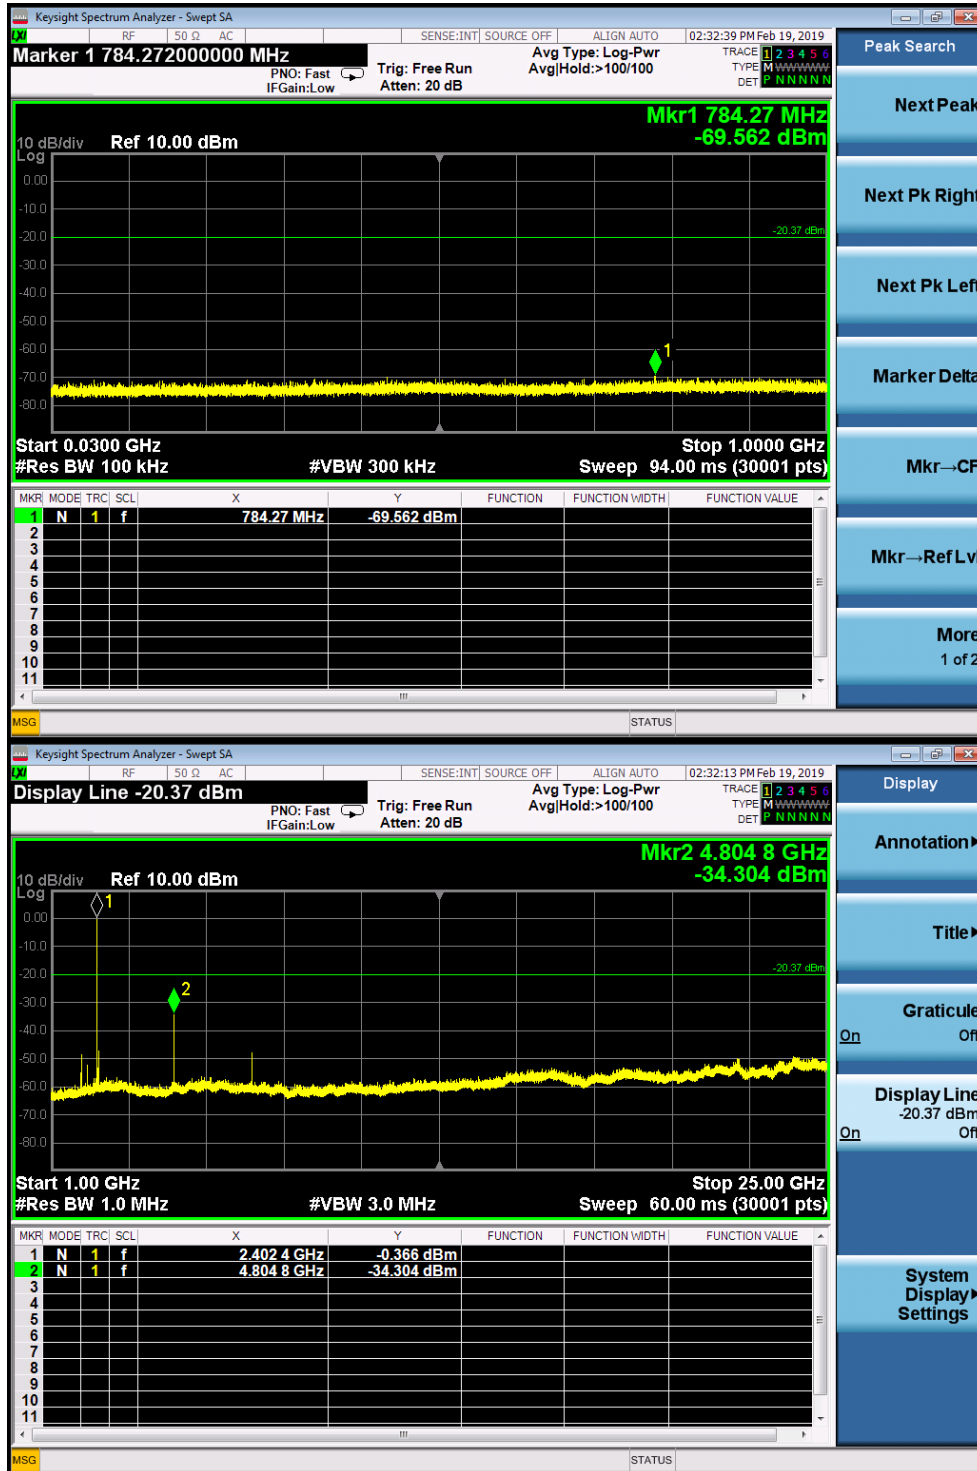 Keysight Spectrum Analyzer - Swept SA
LXI RF 50 Ω AC SENSE:INT SOURCE OFF ALIGN AUTO 02:32:39 PM Feb 19, 2019
Marker 1 784.272000000 MHz
PNO: Fast Trig: Free Run Avg Type: Log-Pwr TRACE 1 2 3 4 5 6
IFGain:Low Atten: 20 dB Avg|Hold:>100/100 TYPE M WWWWW
DET P N N N N N
Peak Search
Next Peak
Next Pk Right
Next Pk Left
Marker Delta
Mkr→CF
Mkr→Ref Lvl
More
1 of 2
Mkr1 784.27 MHz
-69.562 dBm
10 dB/div Ref 10.00 dBm
Log
0.00
-10.0
-20.0
-20.37 dBm
-30.0
-40.0
-50.0
-60.0
1
-70.0
-80.0
Start 0.0300 GHz Stop 1.0000 GHz
#Res BW 100 kHz #VBW 300 kHz Sweep 94.00 ms (30001 pts)
MKR MODE TRC SCL X Y FUNCTION FUNCTION WIDTH FUNCTION VALUE
1 N 1 f 784.27 MHz -69.562 dBm
2
3
4
5
6
7
8
9
10
11
MSG STATUS
Keysight Spectrum Analyzer - Swept SA
LXI RF 50 Ω AC SENSE:INT SOURCE OFF ALIGN AUTO 02:32:13 PM Feb 19, 2019
Display Line -20.37 dBm
PNO: Fast Trig: Free Run Avg Type: Log-Pwr TRACE 1 2 3 4 5 6
IFGain:Low Atten: 20 dB Avg|Hold:>100/100 TYPE M WWWWW
DET P N N N N N
Display
Annotation
Title
Graticule
On Off
Display Line
-20.37 dBm
On Off
System
Display
Settings
Mkr2 4.804 8 GHz
-34.304 dBm
10 dB/div Ref 10.00 dBm
Log
1
0.00
-10.0
-20.0
-20.37 dBm
2
-30.0
-40.0
-50.0
-60.0
-70.0
-80.0
Start 1.00 GHz Stop 25.00 GHz
#Res BW 1.0 MHz #VBW 3.0 MHz Sweep 60.00 ms (30001 pts)
MKR MODE TRC SCL X Y FUNCTION FUNCTION WIDTH FUNCTION VALUE
1 N 1 f 2.402 4 GHz -0.366 dBm
2 N 1 f 4.804 8 GHz -34.304 dBm
3
4
5
6
7
8
9
10
11
MSG STATUS